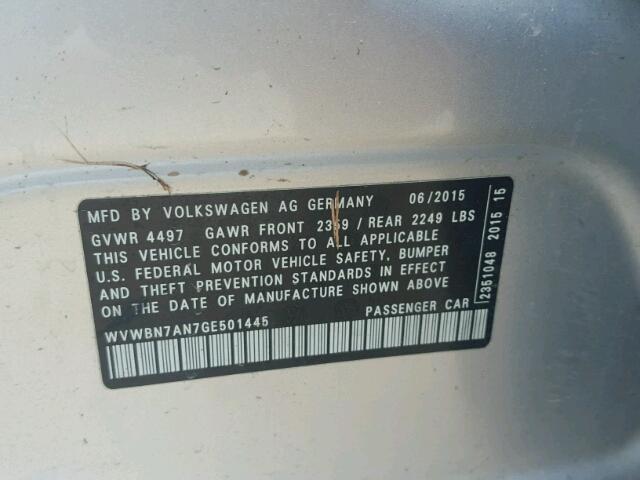 MFD BY VOLKSWAGEN AG GERMANY 06/2015
GVWR 4497 GAWR FRONT 2359 / REAR 2249 LBS
THIS VEHICLE CONFORMS TO ALL APPLICABLE
U.S. FEDERAL MOTOR VEHICLE SAFETY, BUMPER
AND THEFT PREVENTION STANDARDS IN EFFECT
ON THE DATE OF MANUFACTURE SHOWN ABOVE
WVWBN7AN7GE501445 PASSENGER CAR
2351048 2015 15